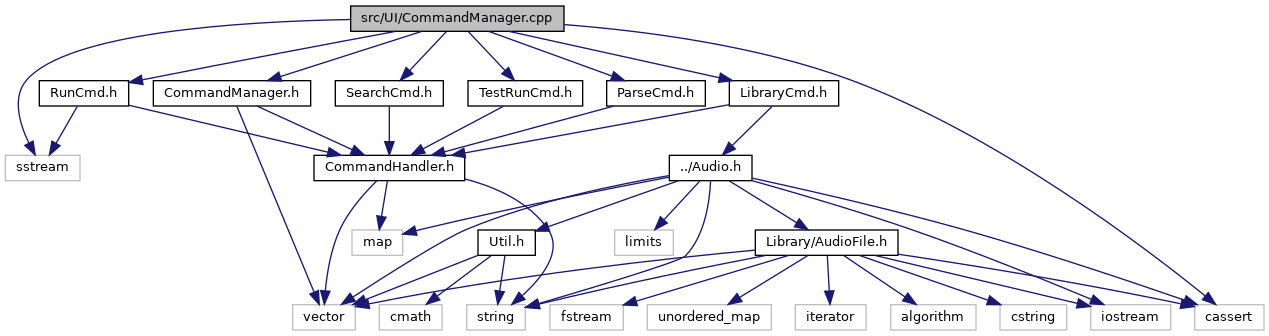 src/UI/CommandManager.cpp
RunCmd.h
CommandManager.h
SearchCmd.h
TestRunCmd.h
ParseCmd.h
LibraryCmd.h
sstream
CommandHandler.h
../Audio.h
map
Util.h
limits
Library/AudioFile.h
vector
cmath
string
fstream
unordered_map
iterator
algorithm
cstring
iostream
cassert